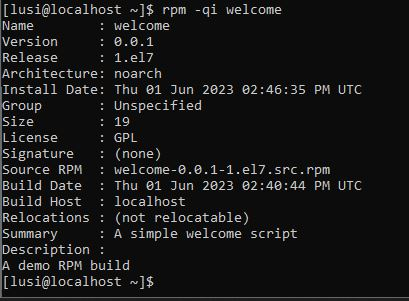 [lusi@localhost ~]$ rpm -qi welcome
Name        : welcome
Version     : 0.0.1
Release     : 1.el7
Architecture: noarch
Install Date: Thu 01 Jun 2023 02:46:35 PM UTC
Group       : Unspecified
Size        : 19
License     : GPL
Signature   : (none)
Source RPM  : welcome-0.0.1-1.el7.src.rpm
Build Date  : Thu 01 Jun 2023 02:40:44 PM UTC
Build Host  : localhost
Relocations : (not relocatable)
Summary     : A simple welcome script
Description :
A demo RPM build
[lusi@localhost ~]$